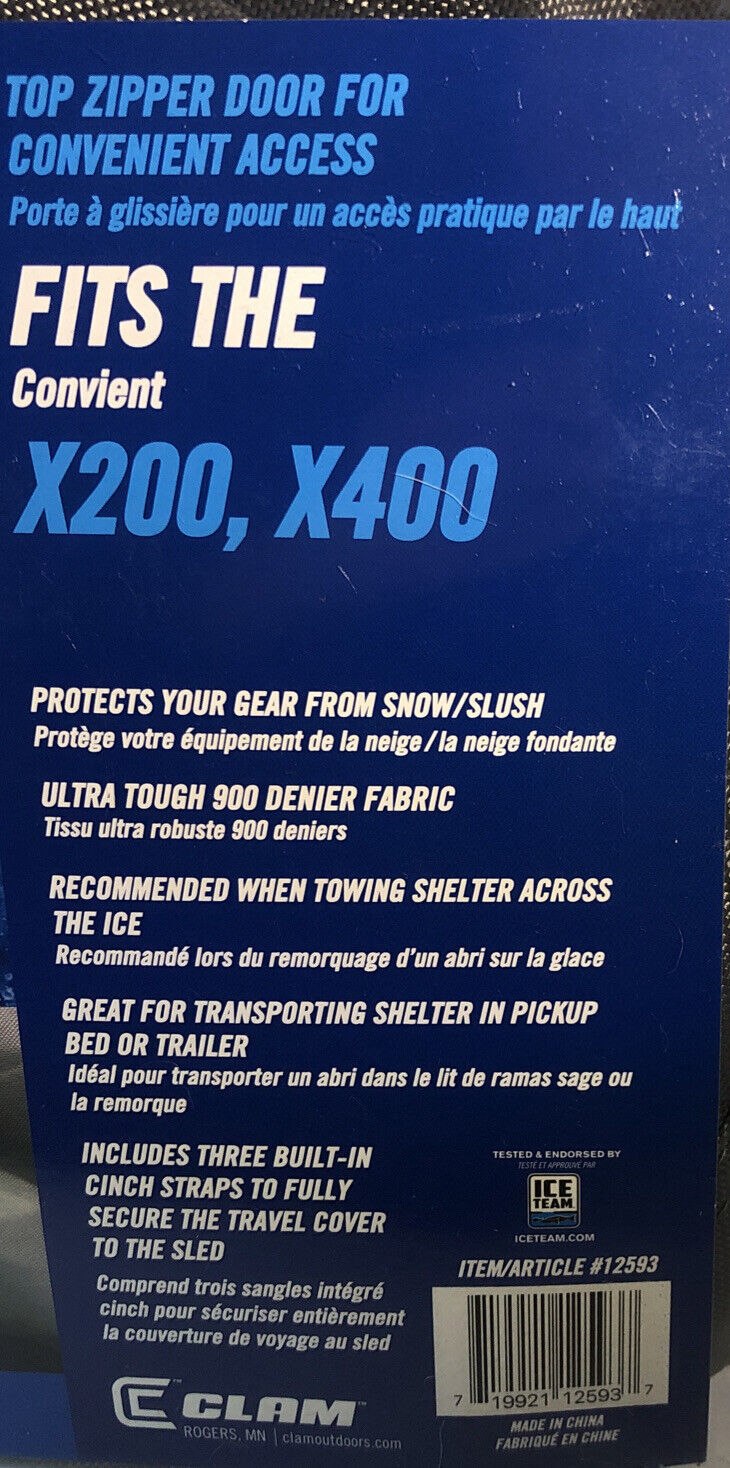 TOP ZIPPER DOOR FOR
CONVENIENT ACCESS
Porte à glissière pour un accès pratique par le haut
FITS THE
Convient
X200, X400
PROTECTS YOUR GEAR FROM SNOW/SLUSH
Protège votre équipement de la neige/la neige fondante
ULTRA TOUGH 900 DENIER FABRIC
Tissu ultra robuste 900 deniers
RECOMMENDED WHEN TOWING SHELTER ACROSS
THE ICE
Recommandé lors du remorquage d'un abri sur la glace
GREAT FOR TRANSPORTING SHELTER IN PICKUP
BED OR TRAILER
Idéal pour transporter un abri dans le lit de ramas sage ou
la remorque
INCLUDES THREE BUILT-IN
CINCH STRAPS TO FULLY
SECURE THE TRAVEL COVER
TO THE SLED
Comprend trois sangles intégré
cinch pour sécuriser entièrement
la couverture de voyage au sled
TESTED & ENDORSED BY
TESTÉ ET APPROUVÉ PAR
ICE
TEAM
ICETEAM.COM
ITEM/ARTICLE #12593
7 19921 12593 7
MADE IN CHINA
FABRIQUÉ EN CHINE
CLAM™
ROGERS, MN | clamoutdoors.com